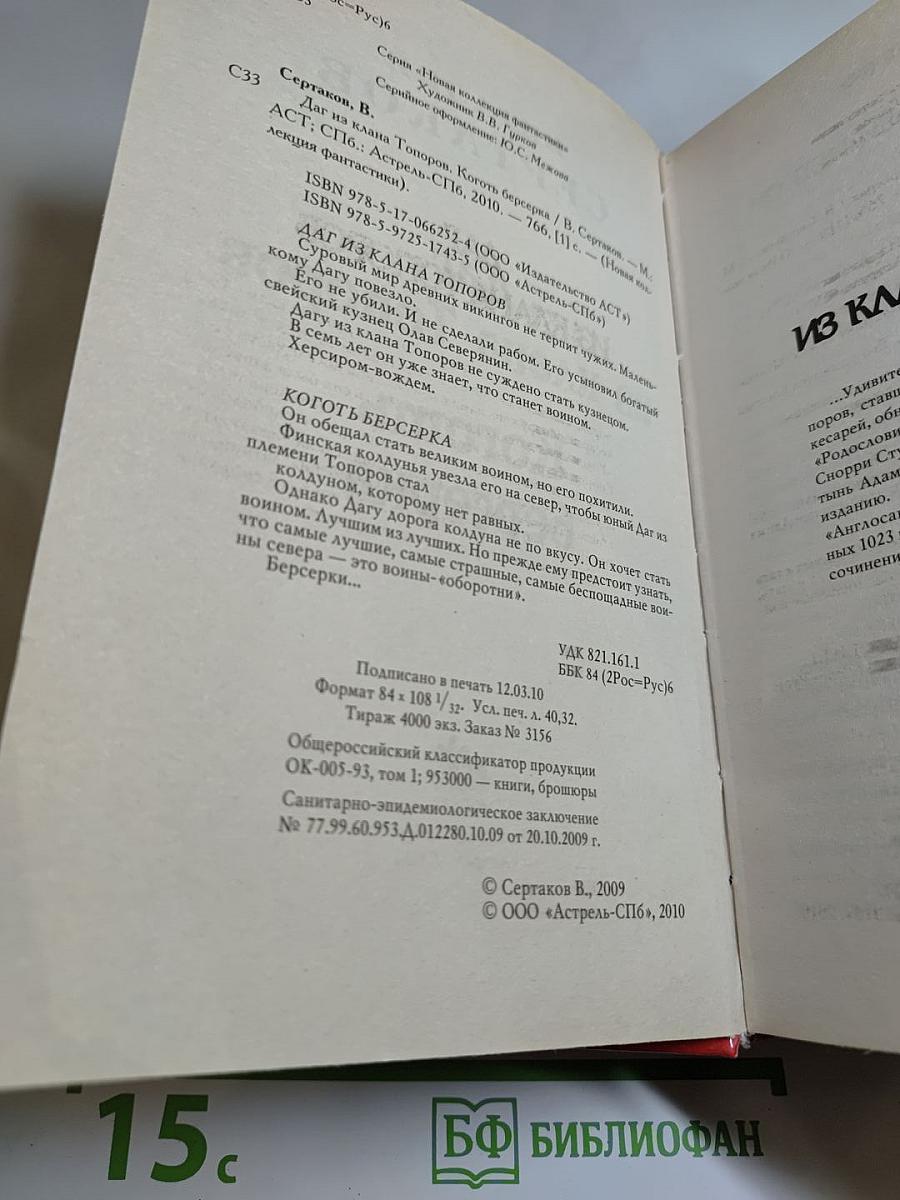 ос=Рус)6
Серия «Новая коллекция фантастики»
Художник В.В. Гурков
Серийное оформление: Ю.С. Межова
Сертаков, В.
С33 Даг из клана Топоров. Коготь берсерка / В. Сертаков. — М.:
АСТ; СПб.: Астрель-СПб, 2010. — 766, [1] с. — (Новая кол-
лекция фантастики).
ISBN 978-5-17-066252-4 (ООО «Издательство АСТ»)
ISBN 978-5-9725-1743-5 (ООО «Астрель-СПб»)
ДАГ ИЗ КЛАНА ТОПОРОВ
Суровый мир древних викингов не терпит чужих. Малень-
кому Дагу повезло.
Его не убили. И не сделали рабом. Его усыновил богатый
свейский кузнец Олав Северянин.
Дагу из клана Топоров не суждено стать кузнецом.
В семь лет он уже знает, что станет воином.
Херсиром-вождем.
КОГОТЬ БЕРСЕРКА
Он обещал стать великим воином, но его похитили.
Финская колдунья увезла его на север, чтобы юный Даг из
племени Топоров стал
колдуном, которому нет равных.
Однако Дагу дорога колдуна не по вкусу. Он хочет стать
воином. Лучшим из лучших. Но прежде ему предстоит узнать,
что самые лучшие, самые страшные, самые беспощадные вои-
ны севера — это воины-«оборотни».
Берсерки...
УДК 821.161.1
ББК 84 (2Рос=Рус)6
Подписано в печать 12.03.10
Формат 84 х 108 1/32. Усл. печ. л. 40,32.
Тираж 4000 экз. Заказ № 3156
Общероссийский классификатор продукции
ОК-005-93, том 1; 953000 — книги, брошюры
Санитарно-эпидемиологическое заключение
№ 77.99.60.953.Д.012280.10.09 от 20.10.2009 г.
© Сертаков В., 2009
© ООО «Астрель-СПб», 2010
ИЗ КЛА
...Удивите
поров, ставш
кесарей, обн
«Родослови
Снорри Сту
тынь Адам
изданию.
«Англосак
ных 1023
сочинени
15 с
БФ БИБЛИОФАН